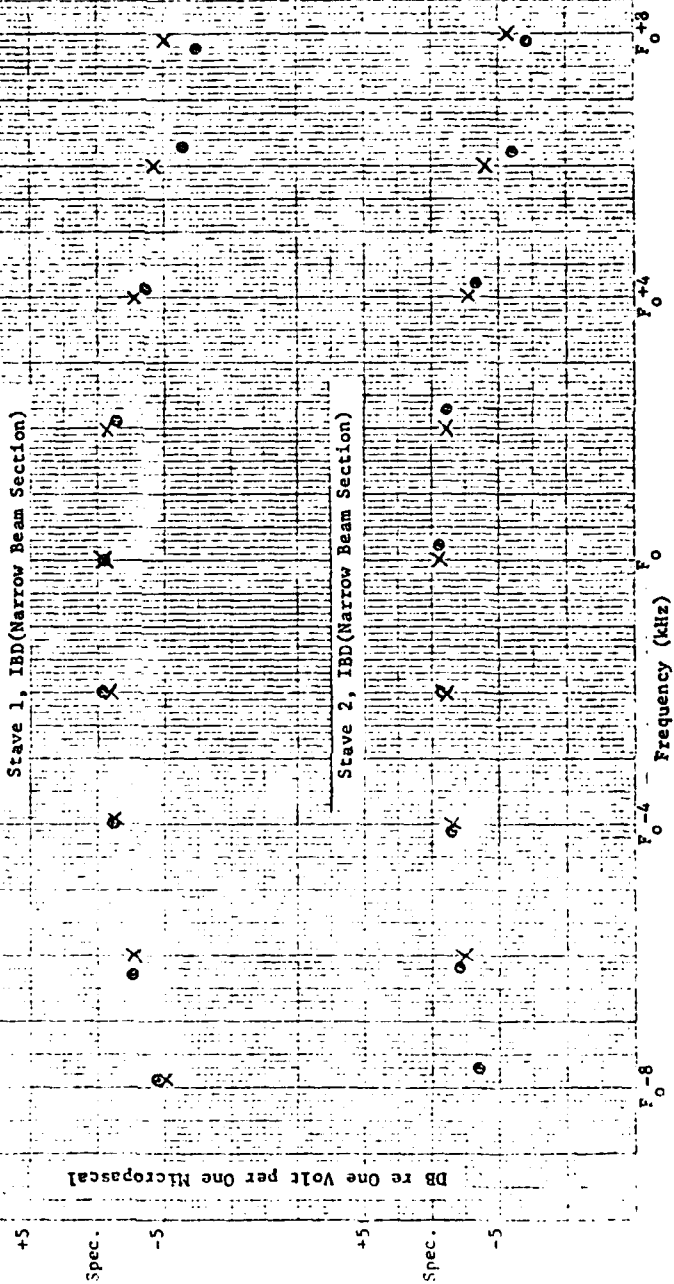 Stave 1, IBD(Narrow Beam Section)
+5
Spec.
-5
Stave 2, IBD(Narrow Beam Section)
+5
Spec.
-5
DB re One Volt per One Micropascal
Fo-8
Fo-4
Fo
Fo+4
Fo+8
Frequency (kHz)